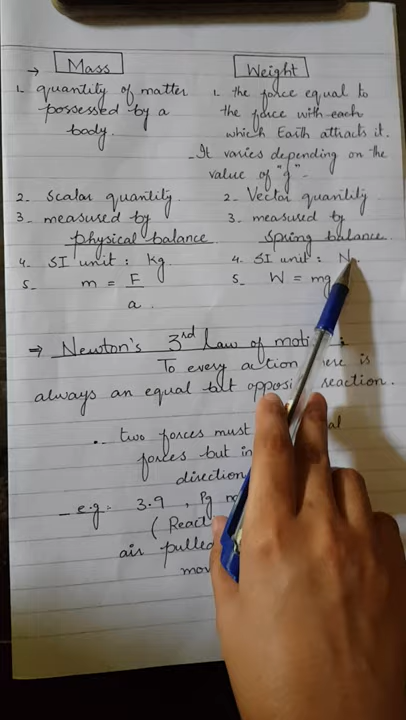 → Mass
1. quantity of matter
possessed by a
body.
2. Scalar quantity.
3- measured by
physical balance
4. SI unit : Kg
5- m = F
a
Weight
1. the force equal to
the force with each
which Earth attracts it.
- It varies depending on the
value of "g"-
2- Vector quantity
3. measured by
spring balance
4. SI unit : N
5. W = mg
⇒ Newton's 3rd Law of moti :
To every action is
always an equal but reaction.
two forces must
forces but in
direction
- e.g:- 3.9 , Pg
(
air pulled